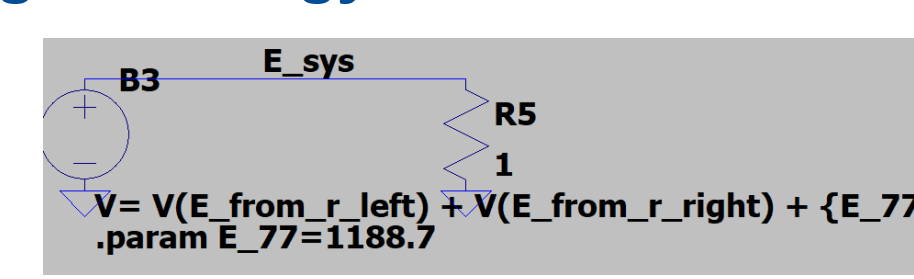 B3
E_sys
R5
1
V= V(E_from_r_left) + V(E_from_r_right) + {E_77
.param E_77=1188.7